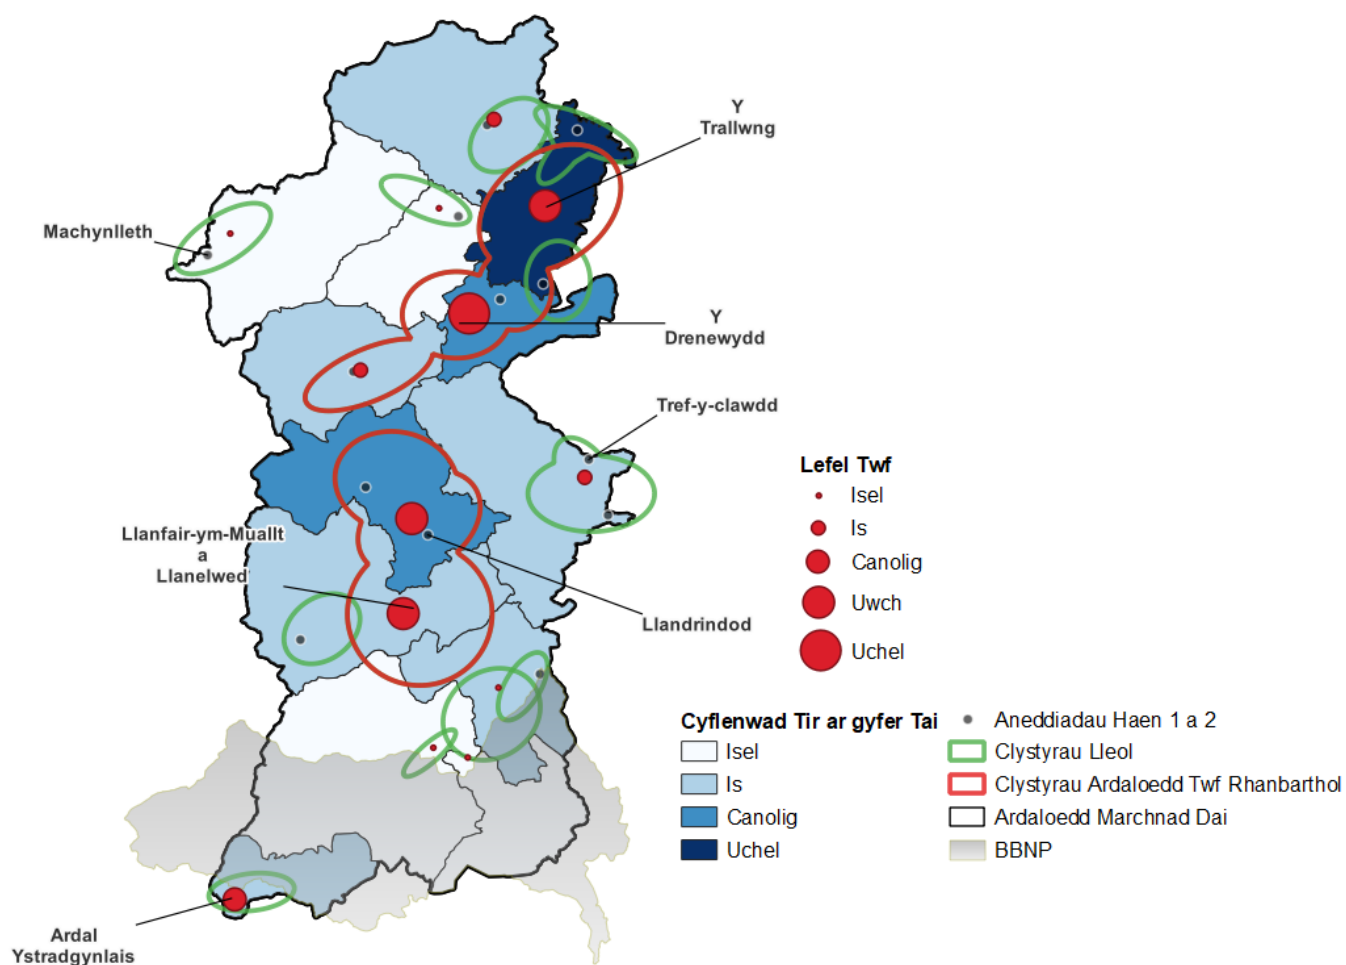 Y
Trallwng
Machynlleth
Y
Drenewydd
Tref-y-clawdd
Llanfair-ym-Muallt
a
Llanelwed
Llandrindod
Ardal
Ystradgynlais
Lefel Twf
Isel
Is
Canolig
Uwch
Uchel
Cyflenwad Tir ar gyfer Tai
Isel
Is
Canolig
Uchel
Aneddiadau Haen 1 a 2
Clystyrau Lleol
Clystyrau Ardaloedd Twf Rhanbarthol
Ardaloedd Marchnad Dai
BBNP